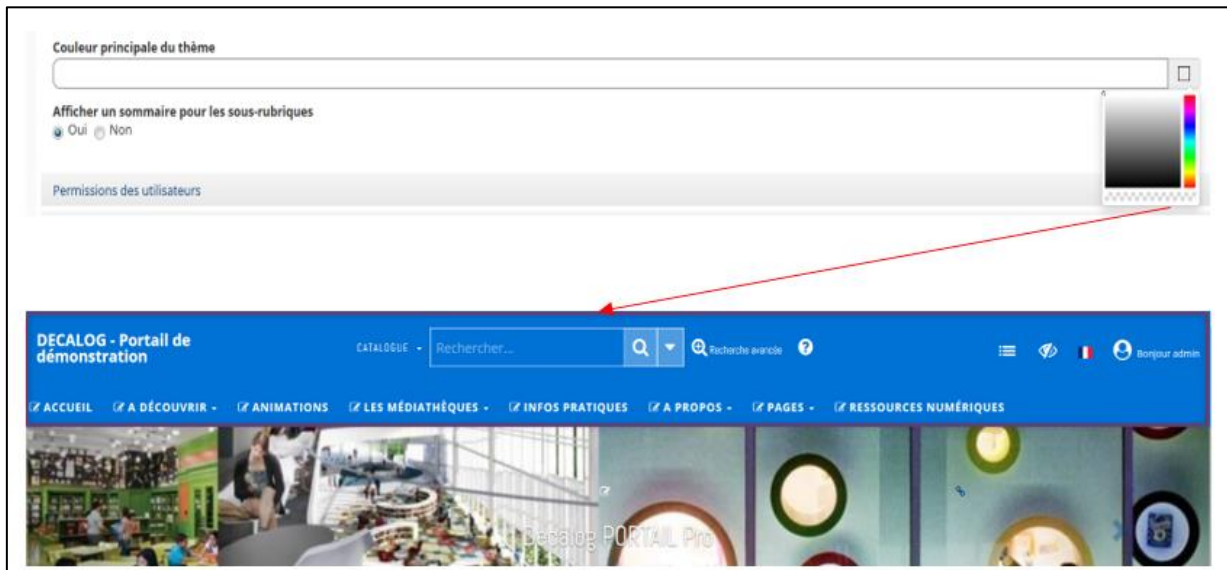 Couleur principale du thème
Afficher un sommaire pour les sous-rubriques
Oui Non
Permissions des utilisateurs
DECALOG - Portail de
démonstration
CATALOGUE
Rechercher...
Recherche avancée
Bonjour admin
ACCUEIL A DÉCOUVRIR ANIMATIONS LES MÉDIATHÈQUES INFOS PRATIQUES A PROPOS PAGES RESSOURCES NUMÉRIQUES
Decalog PORTAIL Pro